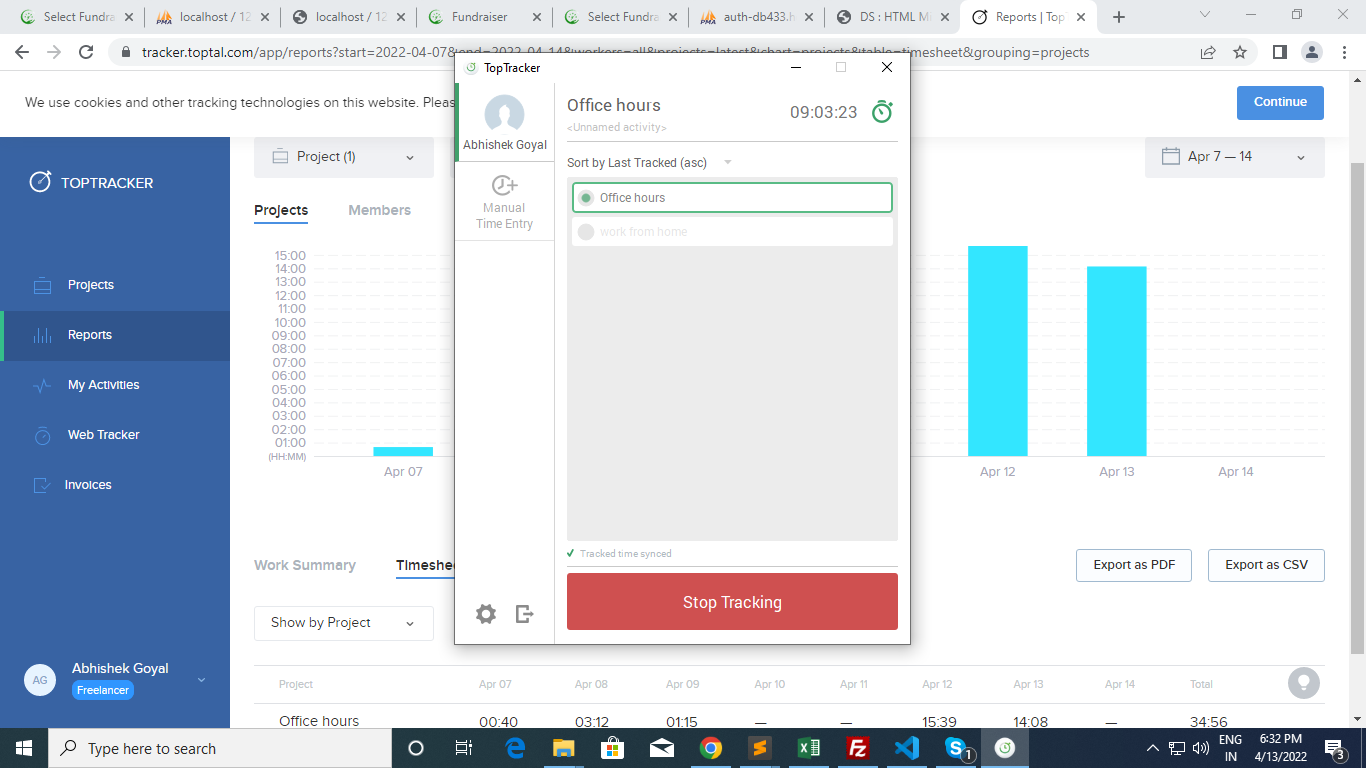 Select Fundra
localhost / 12
localhost / 12
Fundraiser
Select Fundra
auth-db433.h
DS : HTML M
Reports | Top
tracker.toptal.com/app/reports?start=2022-04-07&end=2022-04-14&workers=all&projects=latest&chart=projects&table=timesheet&grouping=projects
We use cookies and other tracking technologies on this website. Pleas
Continue
TOPTRACKER
Projects
Reports
My Activities
Web Tracker
Invoices
AG
Abhishek Goyal
Freelancer
Project (1)
Apr 7 — 14
Projects
Members
15:00
14:00
13:00
12:00
11:00
10:00
09:00
08:00
07:00
06:00
05:00
04:00
03:00
02:00
01:00
(HH:MM)
Apr 07
Apr 12
Apr 13
Apr 14
TopTracker
Abhishek Goyal
Manual
Time Entry
Office hours
09:03:23
<Unnamed activity>
Sort by Last Tracked (asc)
Office hours
work from home
Tracked time synced
Stop Tracking
Work Summary
Timeshe
Export as PDF
Export as CSV
Show by Project
Project Apr 07 Apr 08 Apr 09 Apr 10 Apr 11 Apr 12 Apr 13 Apr 14 Total
Office hours 00:40 03:12 01:15 — — 15:39 14:08 — 34:56
Type here to search
1
ENG
IN
6:32 PM
4/13/2022
3